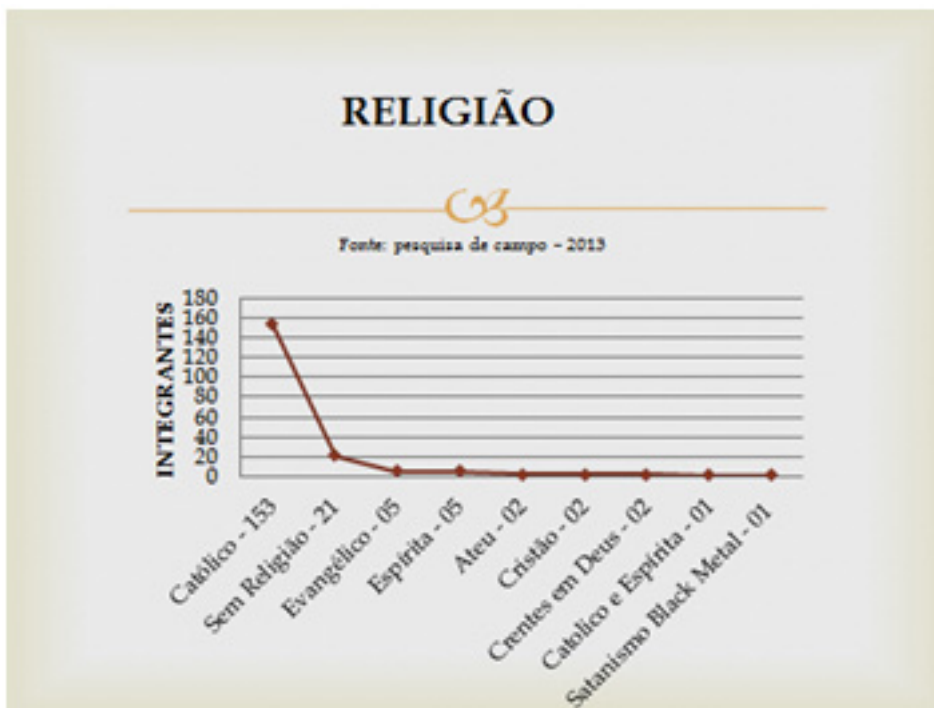 RELIGIÃO
Fonte: pesquisa de campo – 2013
INTEGRANTES
180
160
140
120
100
80
60
40
20
0
Católico - 153
Sem Religião - 21
Evangélico - 05
Espírita - 05
Ateu - 02
Cristão - 02
Crentes em Deus - 02
Catolico e Espírita - 01
Satanismo Black Metal - 01